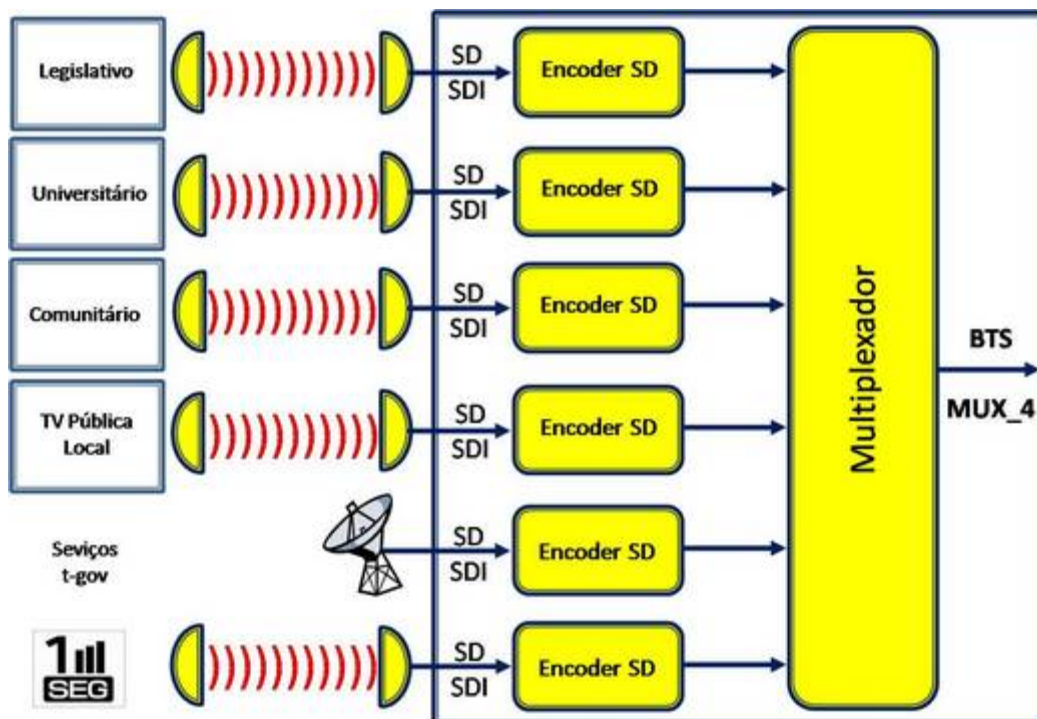 Legislativo
SD
SDI
Encoder SD
Universitário
SD
SDI
Encoder SD
Comunitário
SD
SDI
Encoder SD
TV Pública
Local
SD
SDI
Encoder SD
Seviços
t-gov
SD
SDI
Encoder SD
1
SEG
SD
SDI
Encoder SD
Multiplexador
BTS
MUX_4